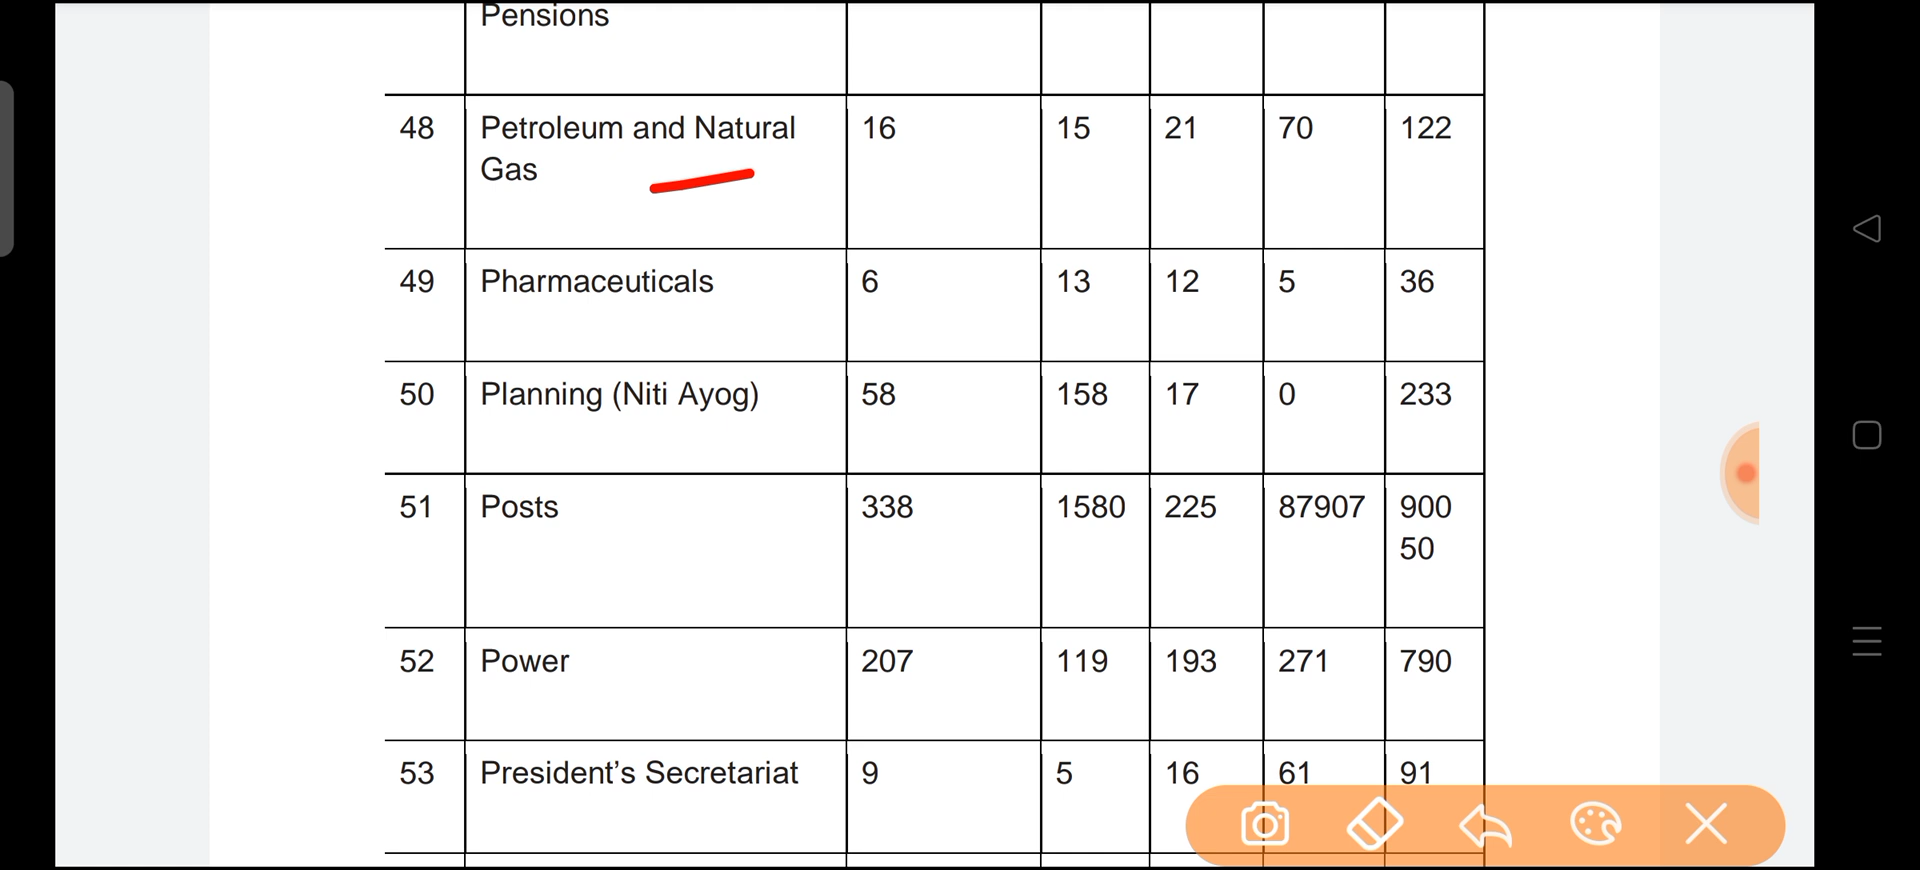 Pensions
48 Petroleum and Natural 16 15 21 70 122
Gas
49 Pharmaceuticals 6 13 12 5 36
50 Planning (Niti Ayog) 58 158 17 0 233
51 Posts 338 1580 225 87907 900
50
52 Power 207 119 193 271 790
53 President’s Secretariat 9 5 16 61 91